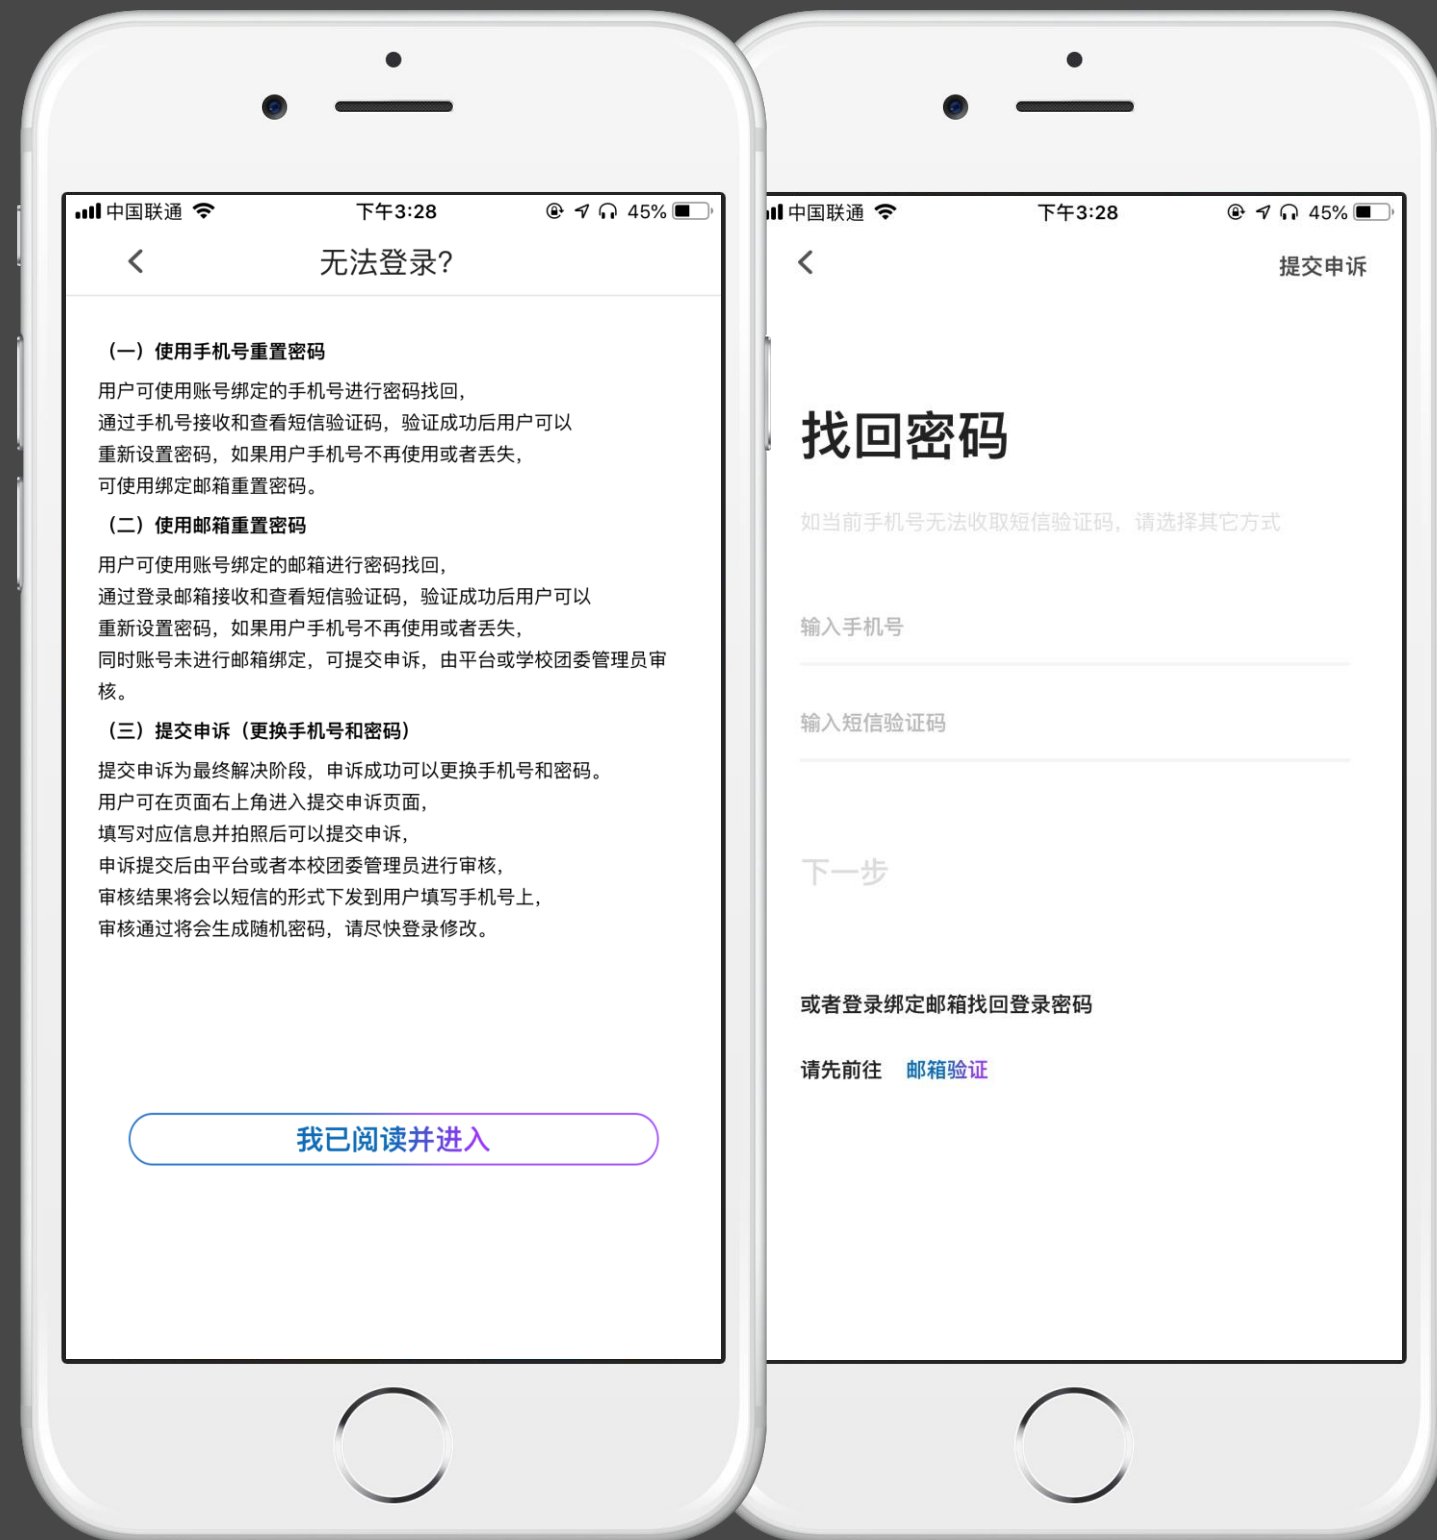 中国联通
下午3:28
45%
无法登录?
（一）使用手机号重置密码
用户可使用账号绑定的手机号进行密码找回，
通过手机号接收和查看短信验证码，验证成功后用户可以
重新设置密码，如果用户手机号不再使用或者丢失，
可使用绑定邮箱重置密码。
（二）使用邮箱重置密码
用户可使用账号绑定的邮箱进行密码找回，
通过登录邮箱接收和查看短信验证码，验证成功后用户可以
重新设置密码，如果用户手机号不再使用或者丢失，
同时账号未进行邮箱绑定，可提交申诉，由平台或学校团委管理员审
核。
（三）提交申诉（更换手机号和密码）
提交申诉为最终解决阶段，申诉成功可以更换手机号和密码。
用户可在页面右上角进入提交申诉页面，
填写对应信息并拍照后可以提交申诉，
申诉提交后由平台或者本校团委管理员进行审核，
审核结果将会以短信的形式下发到用户填写手机号上，
审核通过将会生成随机密码，请尽快登录修改。
我已阅读并进入
中国联通
下午3:28
45%
提交申诉
找回密码
如当前手机号无法收取短信验证码，请选择其它方式
输入手机号
输入短信验证码
下一步
或者登录绑定邮箱找回登录密码
请先前往 邮箱验证